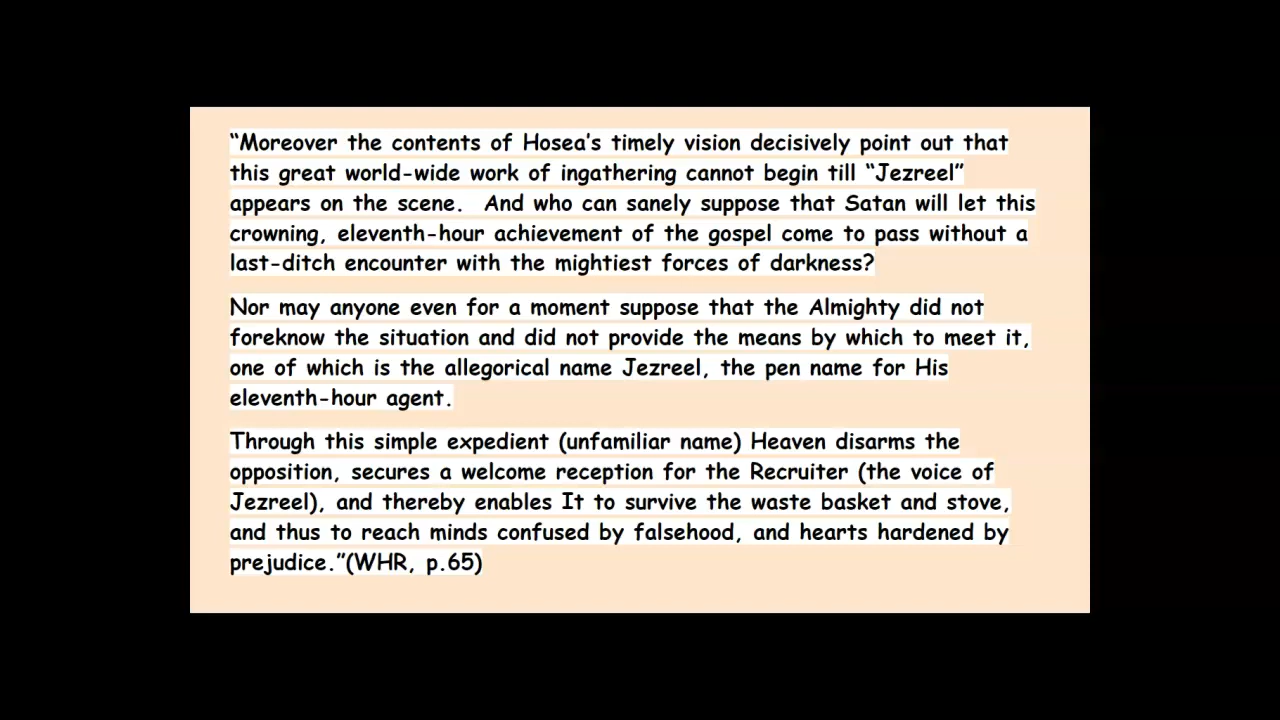 “Moreover the contents of Hosea’s timely vision decisively point out that
this great world-wide work of ingathering cannot begin till “Jezreel”
appears on the scene.  And who can sanely suppose that Satan will let this
crowning, eleventh-hour achievement of the gospel come to pass without a
last-ditch encounter with the mightiest forces of darkness?
Nor may anyone even for a moment suppose that the Almighty did not
foreknow the situation and did not provide the means by which to meet it,
one of which is the allegorical name Jezreel, the pen name for His
eleventh-hour agent.
Through this simple expedient (unfamiliar name) Heaven disarms the
opposition, secures a welcome reception for the Recruiter (the voice of
Jezreel), and thereby enables It to survive the waste basket and stove,
and thus to reach minds confused by falsehood, and hearts hardened by
prejudice.”(WHR, p.65)